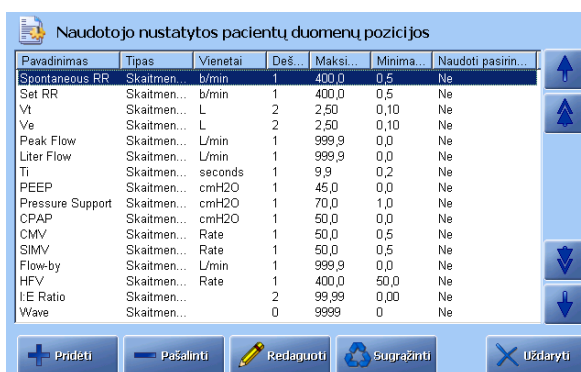 Naudotojo nustatytos pacientų duomenų pozicijos
Pavadinimas Tipas Vienetai Deš... Maksi... Minima... Naudoti pasirin...
Spontaneous RR Skaitmen... b/min 1 400,0 0,5 Ne
Set RR Skaitmen... b/min 1 400,0 0,5 Ne
Vt Skaitmen... L 2 2,50 0,10 Ne
Ve Skaitmen... L 2 2,50 0,10 Ne
Peak Flow Skaitmen... L/min 1 999,9 0,0 Ne
Liter Flow Skaitmen... L/min 1 999,9 0,0 Ne
Ti Skaitmen... seconds 1 9,9 0,2 Ne
PEEP Skaitmen... cmH2O 1 45,0 0,0 Ne
Pressure Support Skaitmen... cmH2O 1 70,0 1,0 Ne
CPAP Skaitmen... cmH2O 1 50,0 0,0 Ne
CMV Skaitmen... Rate 1 50,0 0,5 Ne
SIMV Skaitmen... Rate 1 50,0 0,5 Ne
Flow-by Skaitmen... L/min 1 999,9 0,0 Ne
HFV Skaitmen... Rate 1 400,0 50,0 Ne
I:E Ratio Skaitmen... 2 99,99 0,00 Ne
Wave Skaitmen... 0 9999 0 Ne
Pridėti Pašalinti Redaguoti Sugrąžinti Uždaryti